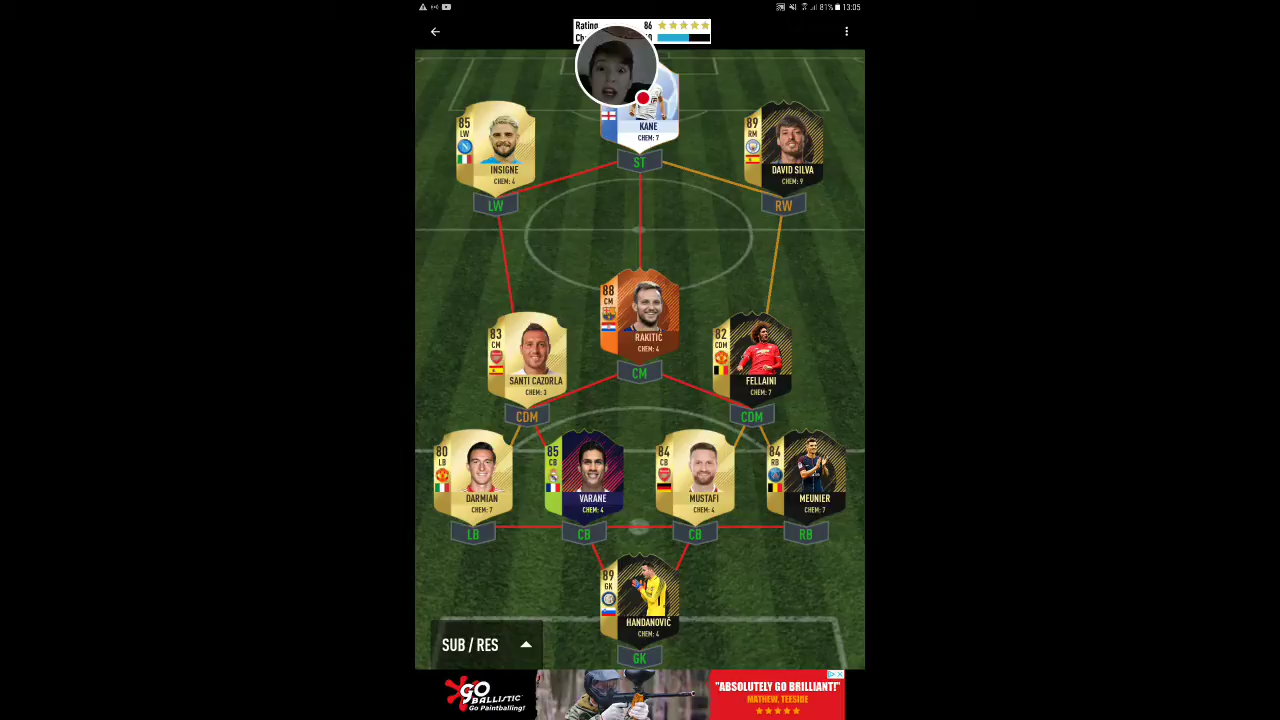 81% 13:05
Rating 86
85
LW
INSIGNE
CHEM: 4
LW
KANE
CHEM: 7
ST
89
RM
DAVID SILVA
CHEM: 9
RW
88
CM
RAKITIĆ
CHEM: 4
CM
83
CM
SANTI CAZORLA
CHEM: 3
CDM
82
CDM
FELLAINI
CHEM: 7
CDM
80
LB
DARMIAN
CHEM: 7
LB
85
CB
VARANE
CHEM: 4
CB
84
CB
MUSTAFI
CHEM: 4
CB
84
RB
MEUNIER
CHEM: 7
RB
89
GK
HANDANOVIČ
CHEM: 4
GK
SUB / RES
GO
BALLISTIC
Go Paintballing!
"ABSOLUTELY GO BRILLIANT!"
MATHEW, TEESIDE